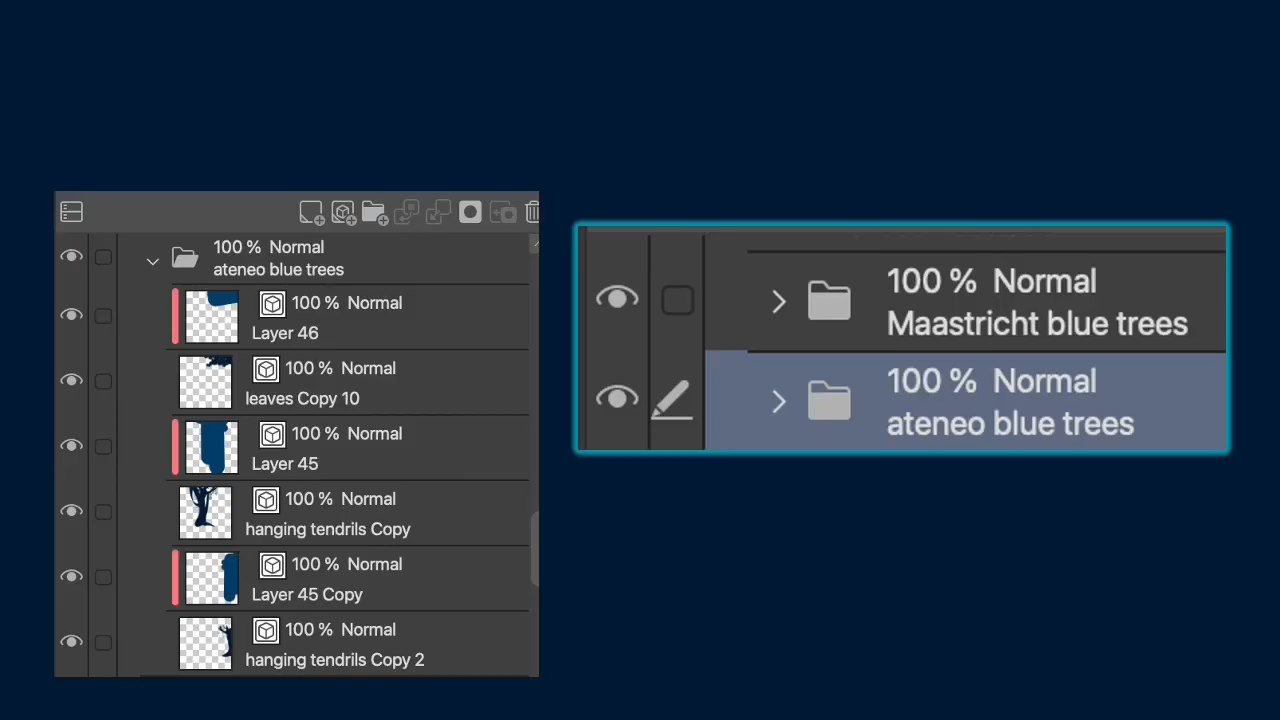 100 % Normal
ateneo blue trees
100 % Normal
Layer 46
100 % Normal
leaves Copy 10
100 % Normal
Layer 45
100 % Normal
hanging tendrils Copy
100 % Normal
Layer 45 Copy
100 % Normal
hanging tendrils Copy 2
100 % Normal
Maastricht blue trees
100 % Normal
ateneo blue trees